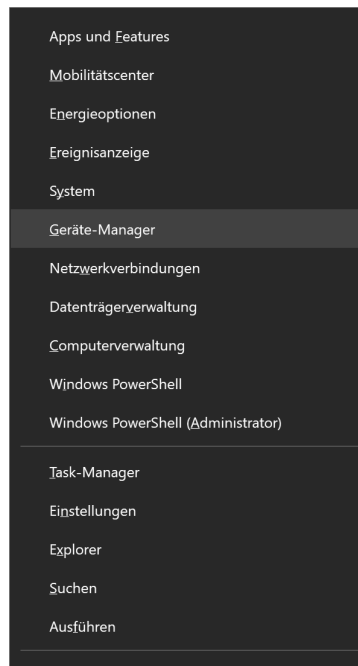 Apps und Features
Mobilitätscenter
Energieoptionen
Ereignisanzeige
System
Geräte-Manager
Netzwerkverbindungen
Datenträgerverwaltung
Computerverwaltung
Windows PowerShell
Windows PowerShell (Administrator)
Task-Manager
Einstellungen
Explorer
Suchen
Ausführen